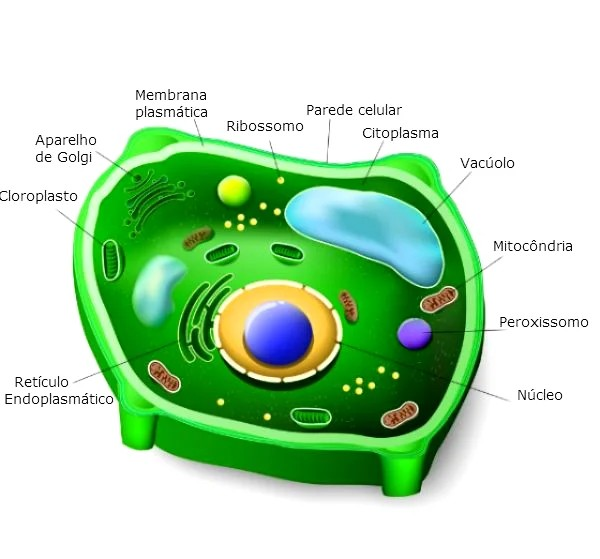 Membrana
plasmática
Ribossomo
Parede celular
Citoplasma
Aparelho
de Golgi
Vacúolo
Cloroplasto
Mitocôndria
Peroxissomo
Retículo
Endoplasmático
Núcleo